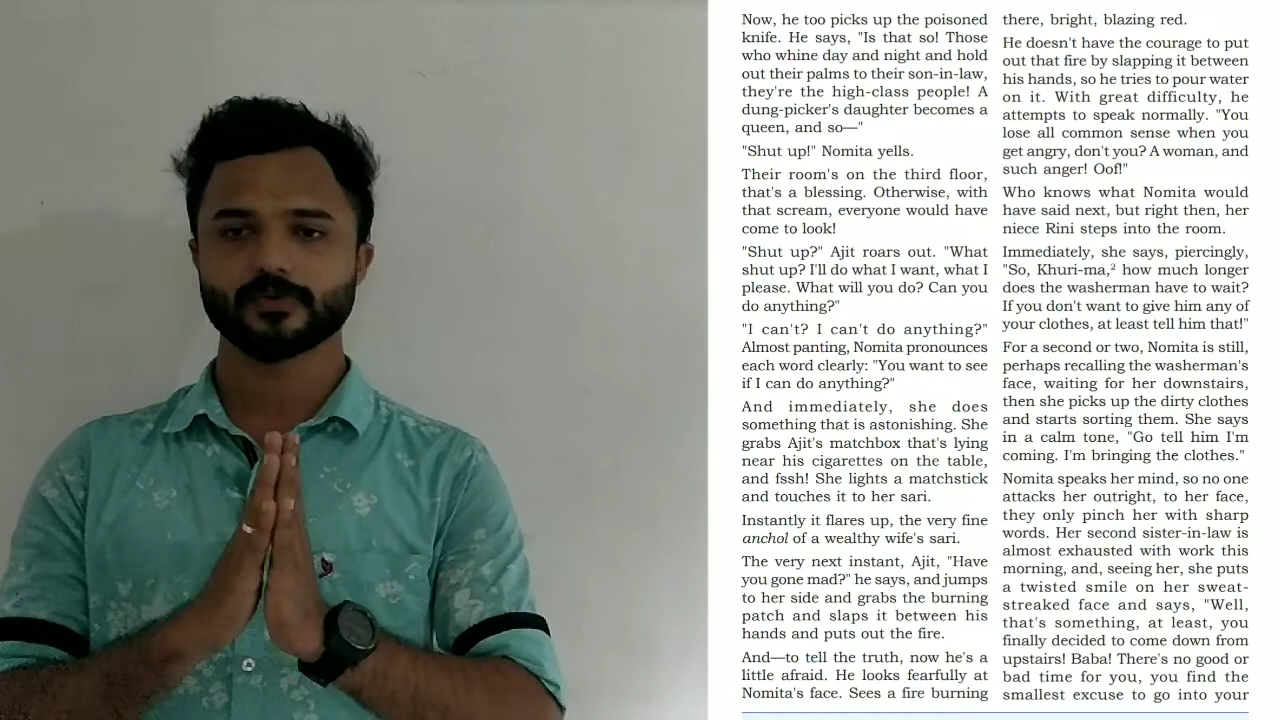 Now, he too picks up the poisoned
knife. He says, "Is that so! Those
who whine day and night and hold
out their palms to their son-in-law,
they're the high-class people! A
dung-picker's daughter becomes a
queen, and so—"
"Shut up!" Nomita yells.
Their room's on the third floor,
that's a blessing. Otherwise, with
that scream, everyone would have
come to look!
"Shut up?" Ajit roars out. "What
shut up? I'll do what I want, what I
please. What will you do? Can you
do anything?"
"I can't? I can't do anything?"
Almost panting, Nomita pronounces
each word clearly: "You want to see
if I can do anything?"
And immediately, she does
something that is astonishing. She
grabs Ajit's matchbox that's lying
near his cigarettes on the table,
and fssh! She lights a matchstick
and touches it to her sari.
Instantly it flares up, the very fine
anchol of a wealthy wife's sari.
The very next instant, Ajit, "Have
you gone mad?" he says, and jumps
to her side and grabs the burning
patch and slaps it between his
hands and puts out the fire.
And—to tell the truth, now he's a
little afraid. He looks fearfully at
Nomita's face. Sees a fire burning
there, bright, blazing red.
He doesn't have the courage to put
out that fire by slapping it between
his hands, so he tries to pour water
on it. With great difficulty, he
attempts to speak normally. "You
lose all common sense when you
get angry, don't you? A woman, and
such anger! Oof!"
Who knows what Nomita would
have said next, but right then, her
niece Rini steps into the room.
Immediately, she says, piercingly,
"So, Khuri-ma,² how much longer
does the washerman have to wait?
If you don't want to give him any of
your clothes, at least tell him that!"
For a second or two, Nomita is still,
perhaps recalling the washerman's
face, waiting for her downstairs,
then she picks up the dirty clothes
and starts sorting them. She says
in a calm tone, "Go tell him I'm
coming. I'm bringing the clothes."
Nomita speaks her mind, so no one
attacks her outright, to her face,
they only pinch her with sharp
words. Her second sister-in-law is
almost exhausted with work this
morning, and, seeing her, she puts
a twisted smile on her sweat-
streaked face and says, "Well,
that's something, at least, you
finally decided to come down from
upstairs! Baba! There's no good or
bad time for you, you find the
smallest excuse to go into your